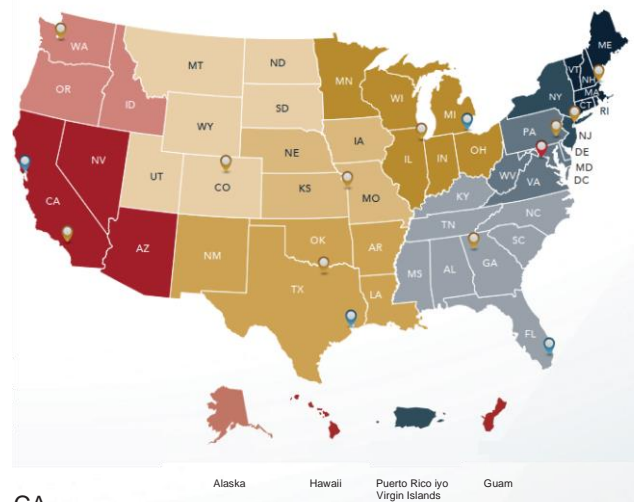 WA
ME
MT
ND
VT
NH
MN
OR
ID
MA
WI
NY
SD
CT
RI
MI
WY
PA
IA
NJ
NE
OH
NV
DE
IL
IN
MD
UT
WV
DC
CO
VA
CA
KS
MO
KY
NC
TN
OK
AZ
AR
NM
SC
MS
AL
GA
TX
LA
FL
Alaska
Hawaii
Puerto Rico iyo
Virgin Islands
Guam